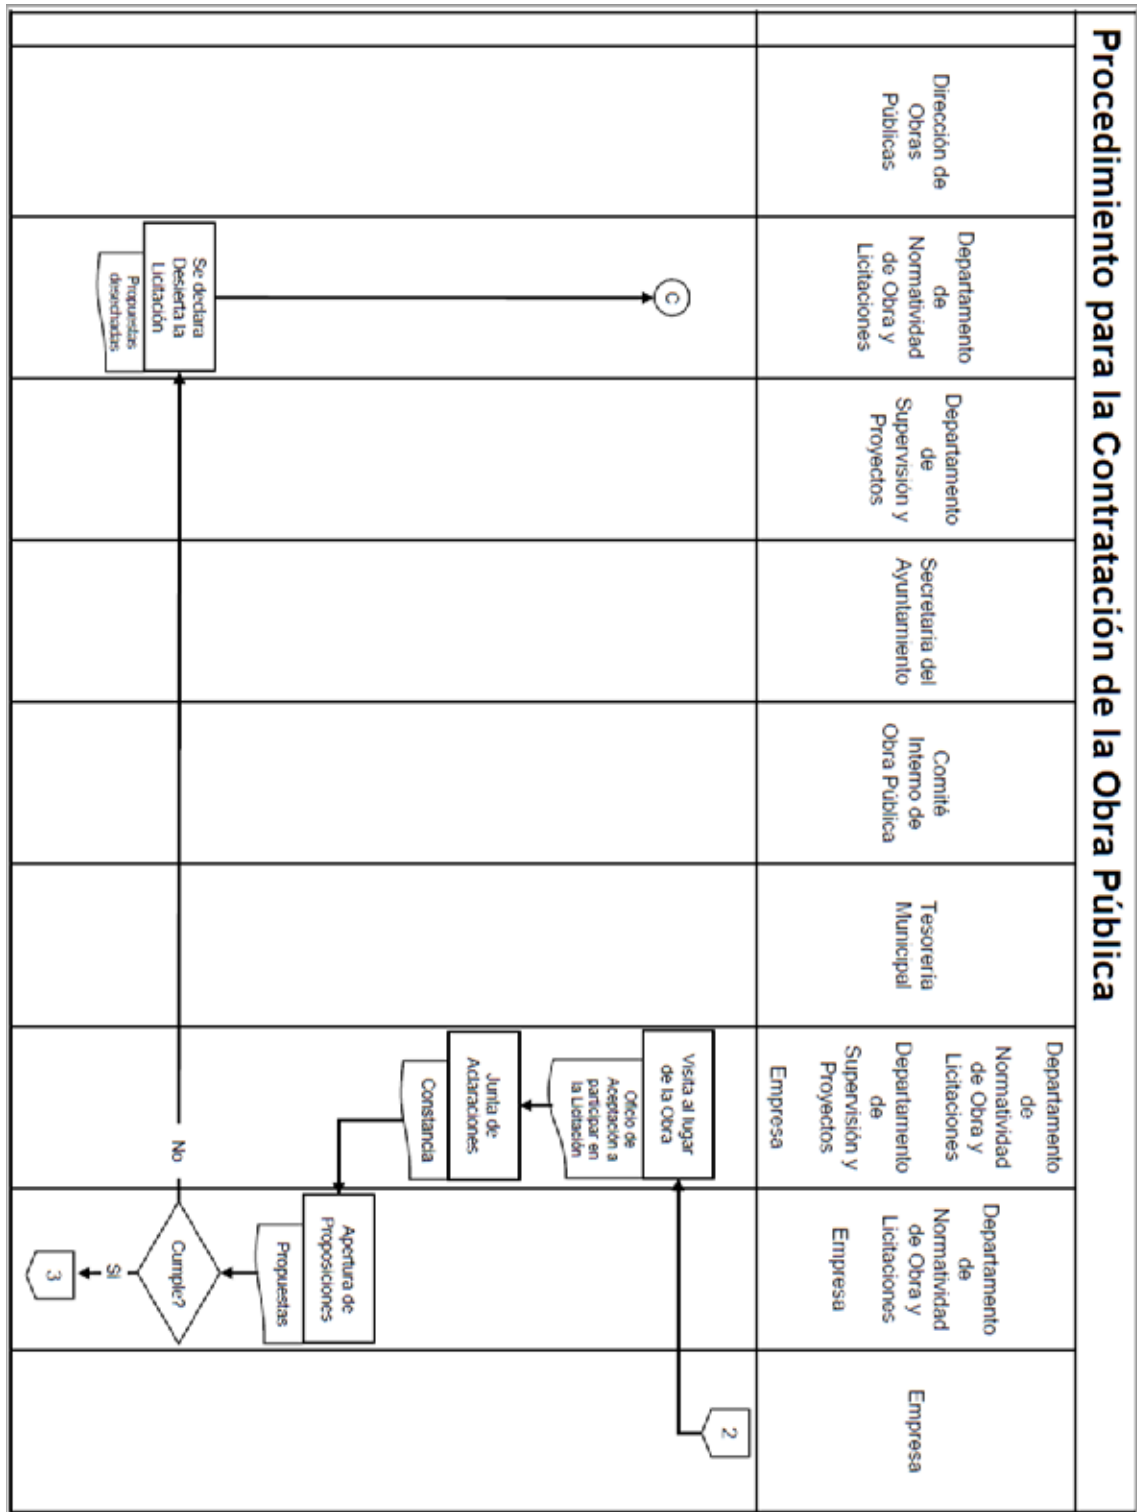 Procedimiento para la Contratación de la Obra Pública
Dirección de
Obras
Públicas
Departamento
de
Normatividad
de Obra y
Licitaciones
Departamento
de
Supervisión y
Proyectos
Secretaria del
Ayuntamiento
Comité
Interno de
Obra Pública
Tesorería
Municipal
Departamento
de
Normatividad
de Obra y
Licitaciones
Departamento
de
Supervisión y
Proyectos
Empresa
Departamento
de
Normatividad
de Obra y
Licitaciones
Empresa
Empresa
2
C
Visita al lugar
de la Obra
Oficio de
Aceptación a
participar en
la Licitación
Junta de
Aclaraciones
Constancia
Apertura de
Proposiciones
Propuestas
Cumple?
No
Si
3
Se declara
Desierta la
Licitación
Propuestas
desechadas